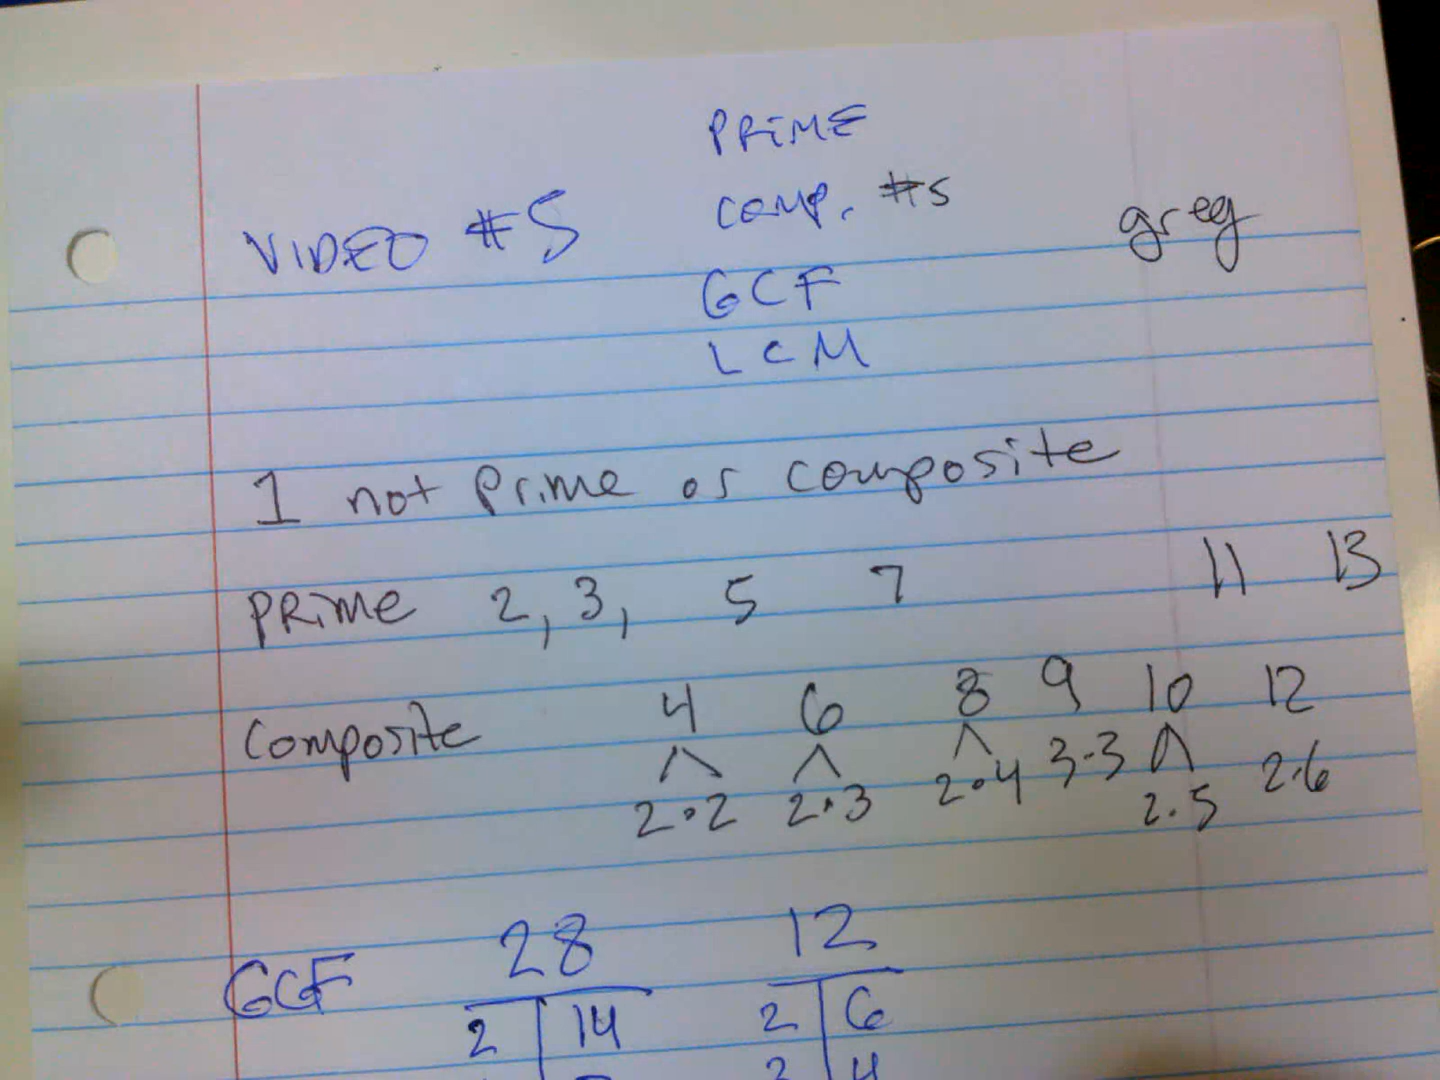 PRIME
VIDEO #5 comp. #s greg
GCF
LCM
1 not Prime or composite
PRIME 2, 3, 5 7 11 13
Composite 4 6 8 9 10 12
2·2 2·3 2·4 3·3 2·5 2·6
GCF 28 12
2 14 2 6
4